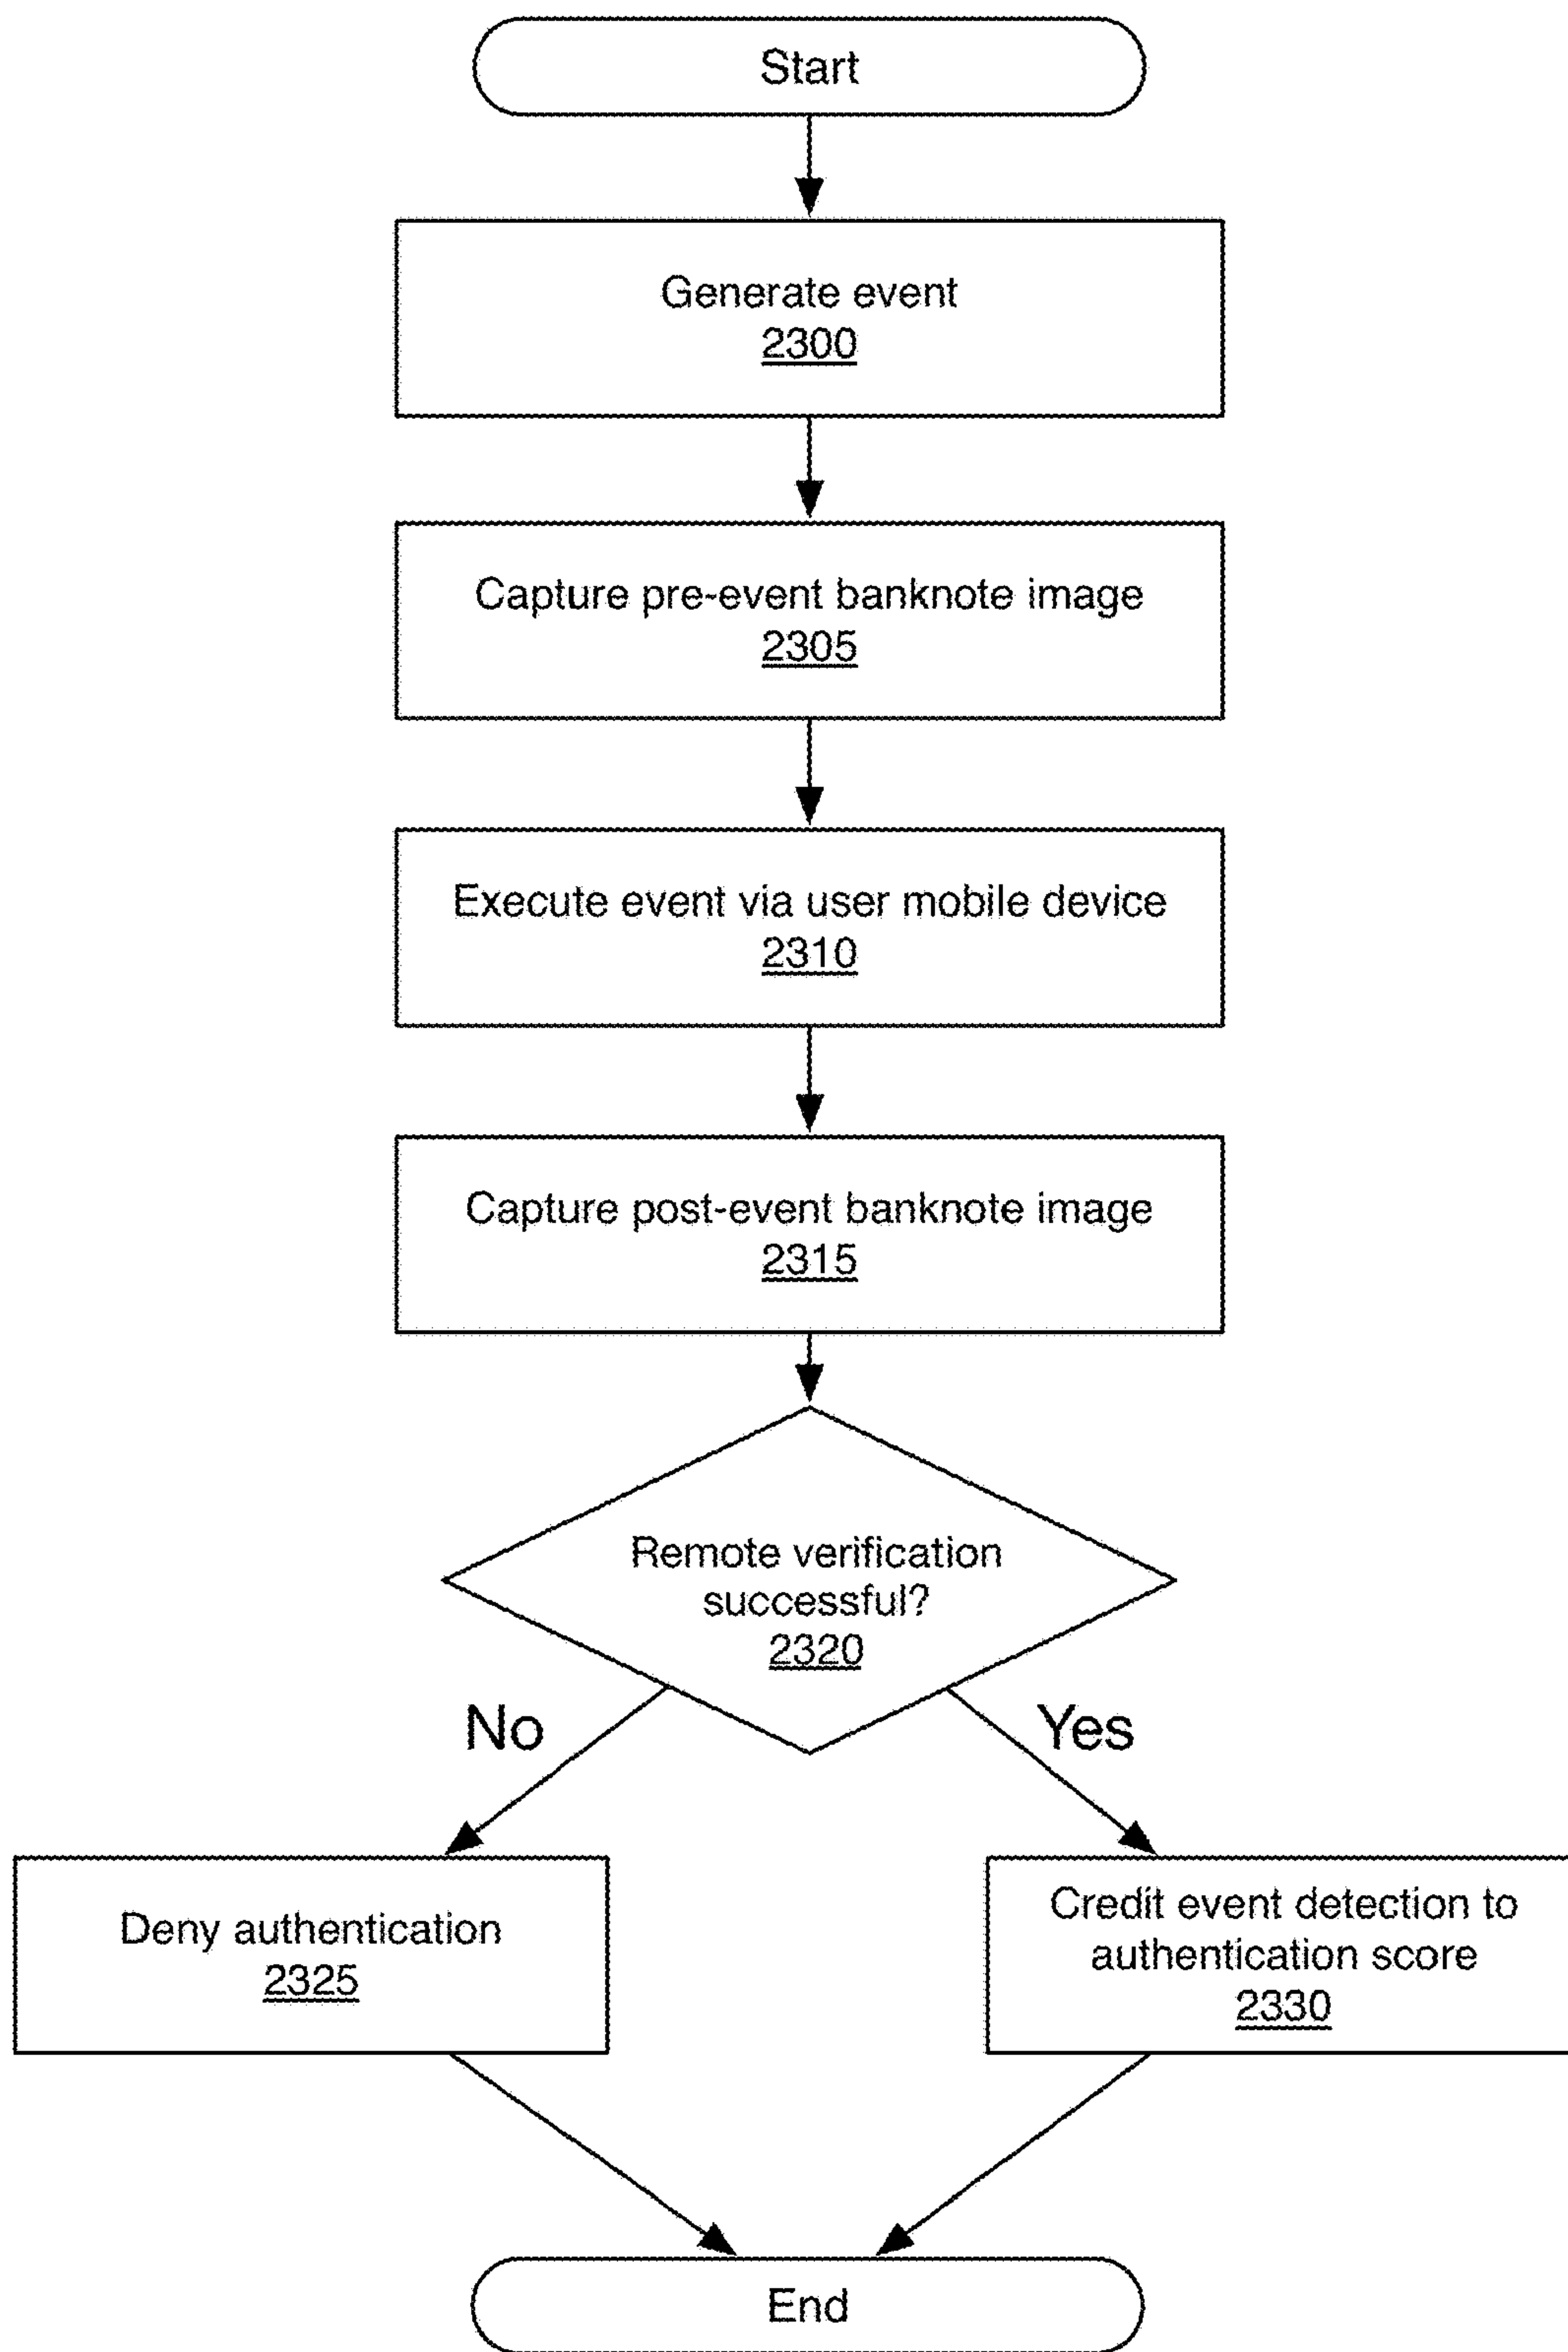 Start
Generate event
2300
Capture pre-event banknote image
2305
Execute event via user mobile device
2310
Capture post-event banknote image
2315
Remote verification
successful?
2320
No
Yes
Deny authentication
2325
Credit event detection to
authentication score
2330
End